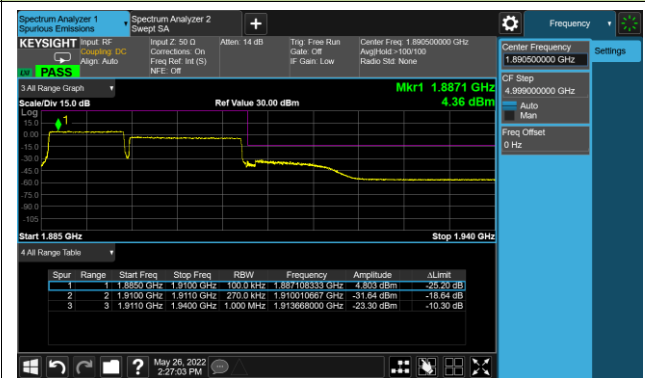 Spectrum Analyzer 1
Spurious Emissions
Spectrum Analyzer 2
Swept SA
Frequency
KEYSIGHT Input: RF
Coupling: DC
Align: Auto
Input Z: 50 Ω
Corrections: On
Freq Ref: Int (S)
NFE: Off
Atten: 14 dB
Trig: Free Run
Gate: Off
IF Gain: Low
Center Freq: 1.890500000 GHz
Avg|Hold >100/100
Radio Std: None
PASS
Center Frequency
1.890500000 GHz
Settings
CF Step
4.999000000 GHz
Auto
Man
Freq Offset
0 Hz
3 All Range Graph
Mkr1 1.8871 GHz
4.36 dBm
Scale/Div 15.0 dB
Ref Value 30.00 dBm
Log
15.0
0.00
-15.0
-30.0
-45.0
-60.0
-75.0
-90.0
-105
1
Start 1.885 GHz
Stop 1.940 GHz
4 All Range Table
Spur Range Start Freq Stop Freq RBW Frequency Amplitude ΔLimit
1 1 1.8850 GHz 1.9100 GHz 100.0 kHz 1.887108333 GHz 4.803 dBm -25.20 dB
2 2 1.9100 GHz 1.9110 GHz 270.0 kHz 1.910010667 GHz -31.64 dBm -18.64 dB
3 3 1.9110 GHz 1.9400 GHz 1.000 MHz 1.913668000 GHz -23.30 dBm -10.30 dB
May 26, 2022
2:27:03 PM